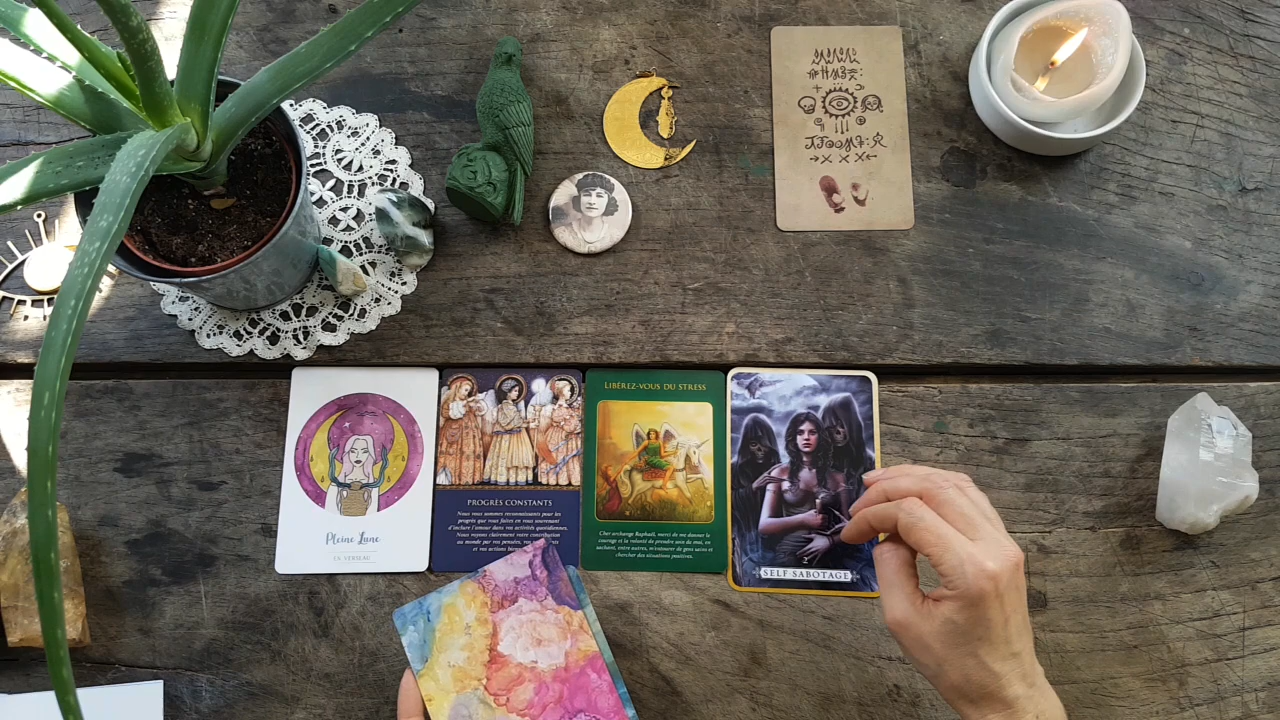 Pleine Lune
EN VERSEAU
PROGRÈS CONSTANTS
Nous vous sommes reconnaissants pour les
progrès que vous faites en vous souvenant
d'inclure l'amour dans vos activités quotidiennes.
Nous voyons clairement votre contribution
au monde par vos pensées, vos
et vos actions
LIBÉREZ-VOUS DU STRESS
Cher archange Raphaël, merci de me donner le
courage et la volonté de prendre soin de moi, en
sachant, entre autres, m'entourer de gens sains et
chercher des situations positives.
2
SELF SABOTAGE